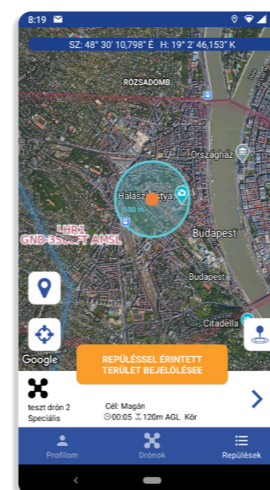 8:19
SZ: 48° 30' 10,798" É H: 19° 2' 46,153" K
RÓZSADOMB
Országház
Halászbástya
500 m
LHR1
GND-3500FT AMSL
Budapest
Budapest
Citadella
Google
REPÜLÉSSEL ÉRINTETT
TERÜLET BEJELÖLÉSEE
teszt drón 2
Speciális
Cél: Magán
00:05 120m AGL Kör
Profilom
Drónok
Repülések